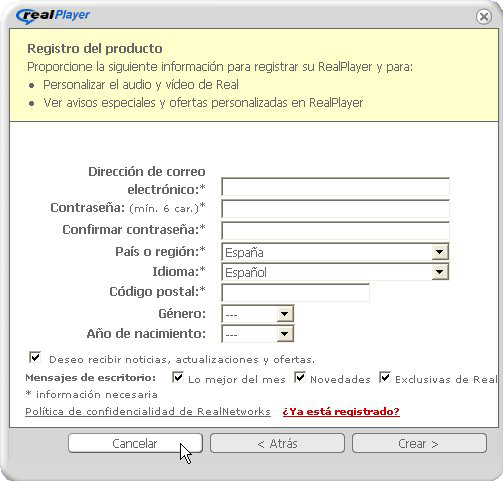 realPlayer
Registro del producto
Proporcione la siguiente información para registrar su RealPlayer y para:
• Personalizar el audio y vídeo de Real
• Ver avisos especiales y ofertas personalizadas en RealPlayer
Dirección de correo
electrónico:*
Contraseña: (mín. 6 car.)*
Confirmar contraseña:*
País o región:* España
Idioma:* Español
Código postal:*
Género: ---
Año de nacimiento: ---
Deseo recibir noticias, actualizaciones y ofertas.
Mensajes de escritorio: Lo mejor del mes Novedades Exclusivas de Real
* información necesaria
Política de confidencialidad de RealNetworks ¿Ya está registrado?
Cancelar < Atrás Crear >